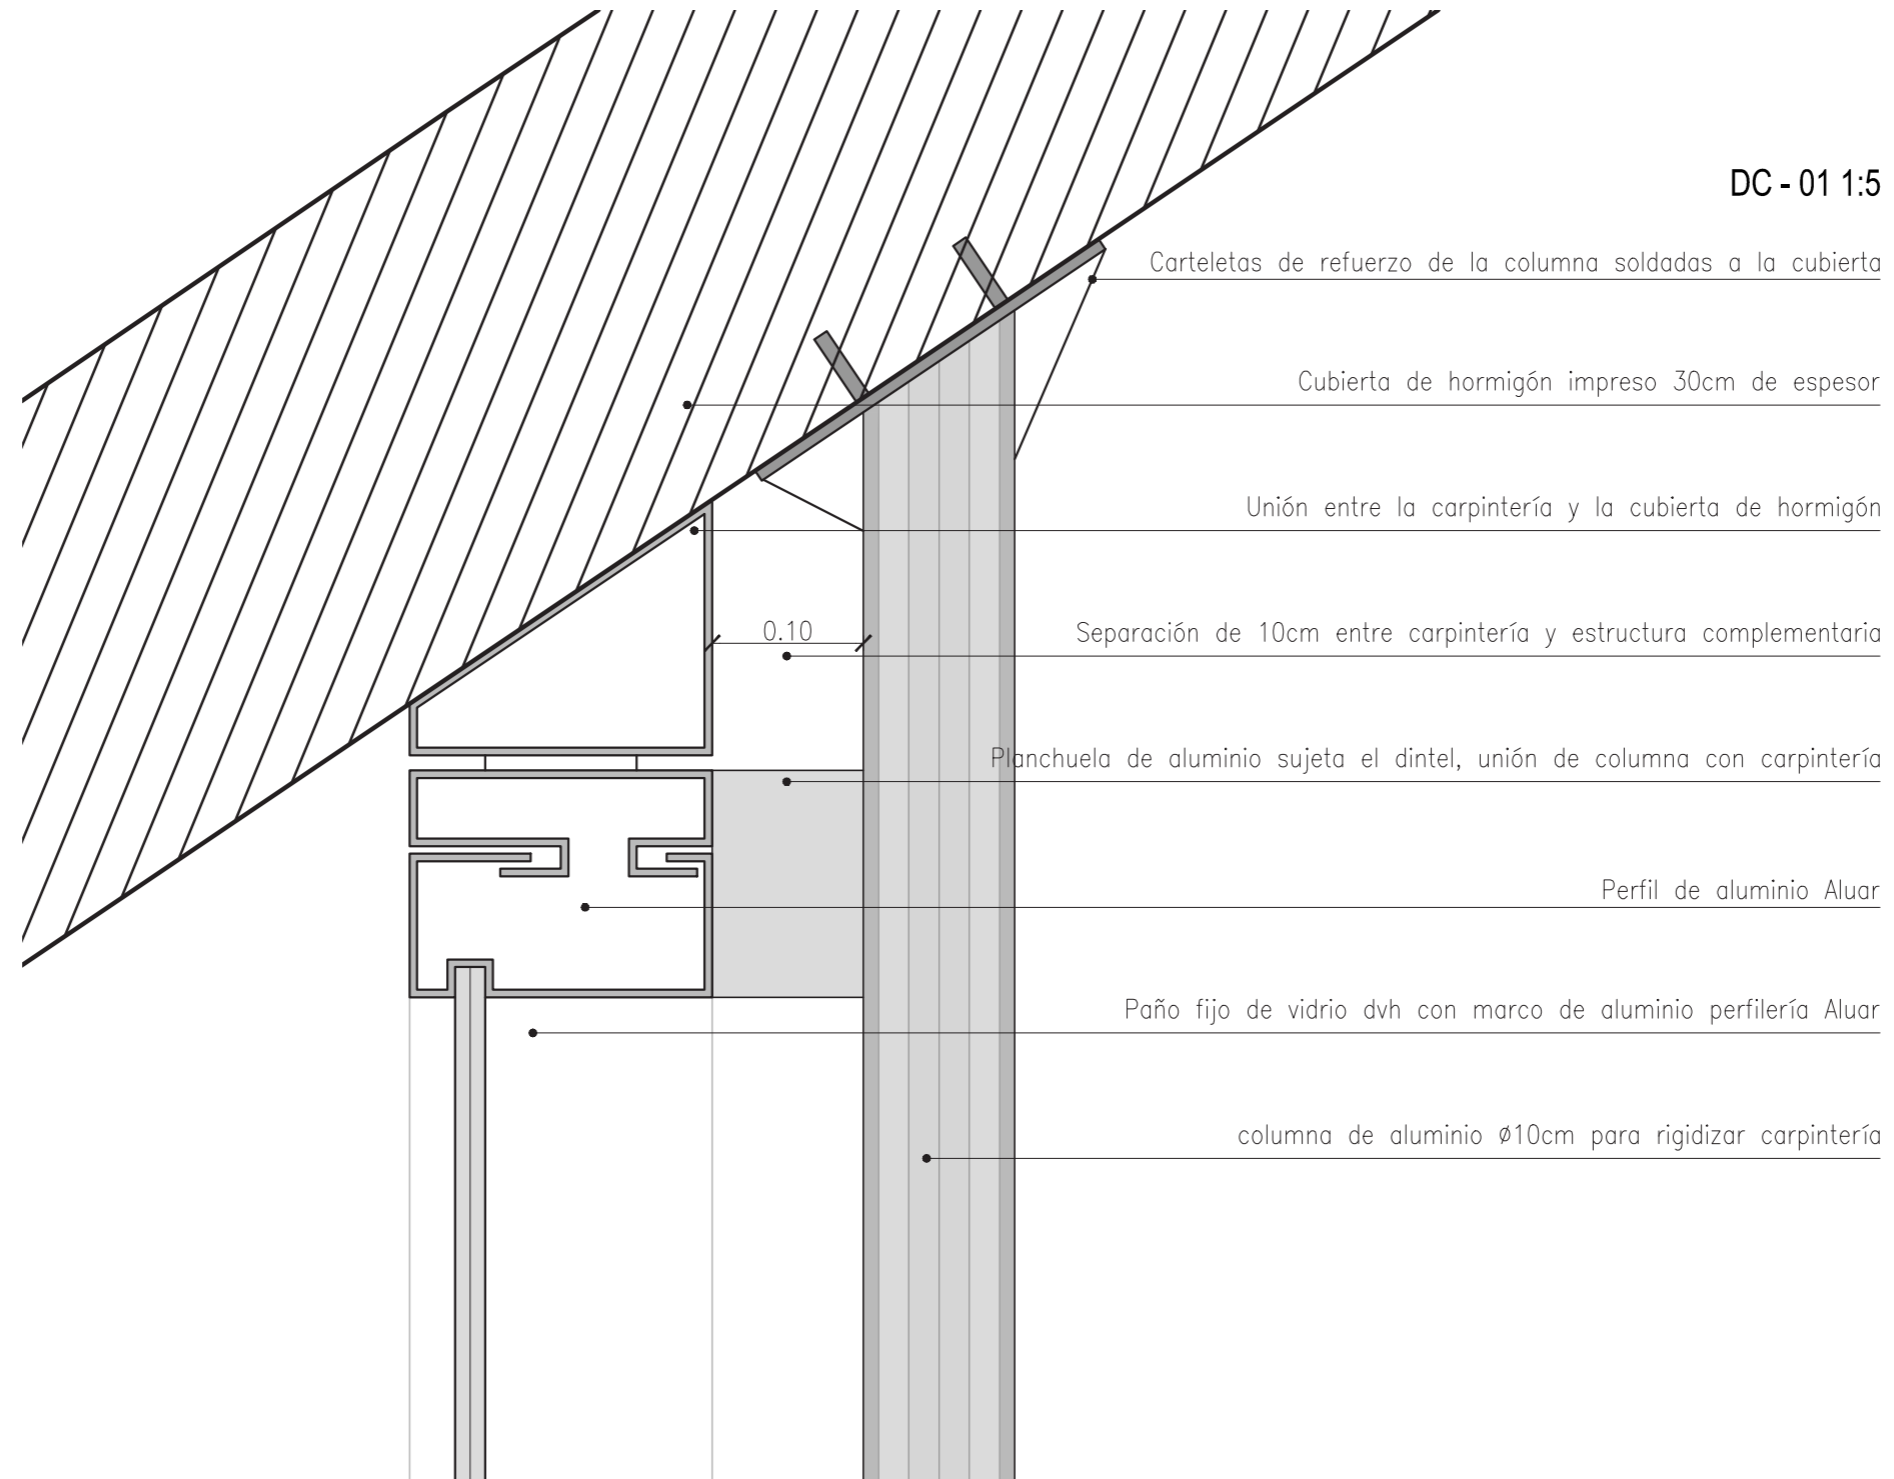 DC - 01 1:5
Carteletas de refuerzo de la columna soldadas a la cubierta
Cubierta de hormigón impreso 30cm de espesor
Unión entre la carpintería y la cubierta de hormigón
0.10
Separación de 10cm entre carpintería y estructura complementaria
Planchuela de aluminio sujeta el dintel, unión de columna con carpintería
Perfil de aluminio Aluar
Paño fijo de vidrio dvh con marco de aluminio perfilería Aluar
columna de aluminio ø10cm para rigidizar carpintería